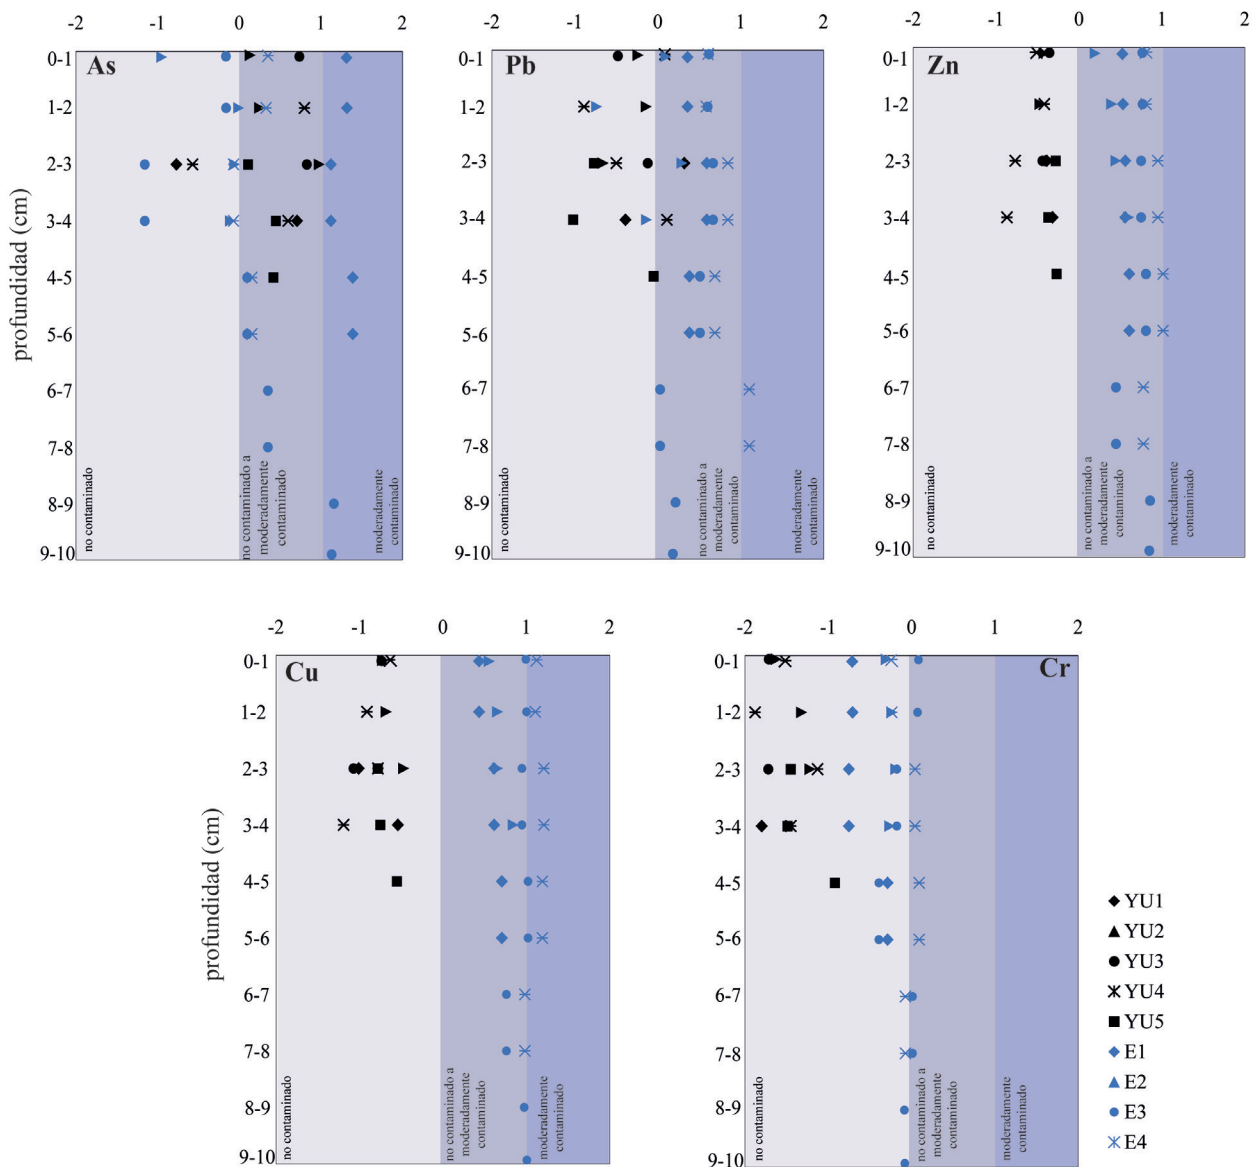 -2 -1 0 1 2
As
0-1
1-2
2-3
3-4
4-5
5-6
6-7
7-8
8-9
9-10
profundidad (cm)
no contaminado
no contaminado a
moderadamente
contaminado
moderadamente
contaminado
-2 -1 0 1 2
Pb
0-1
1-2
2-3
3-4
4-5
5-6
6-7
7-8
8-9
9-10
no contaminado
no contaminado a
moderadamente
contaminado
moderadamente
contaminado
-2 -1 0 1 2
Zn
0-1
1-2
2-3
3-4
4-5
5-6
6-7
7-8
8-9
9-10
no contaminado
no contaminado a
moderadamente
contaminado
moderadamente
contaminado
-2 -1 0 1 2
Cu
0-1
1-2
2-3
3-4
4-5
5-6
6-7
7-8
8-9
9-10
profundidad (cm)
no contaminado
no contaminado a
moderadamente
contaminado
moderadamente
contaminado
-2 -1 0 1 2
Cr
0-1
1-2
2-3
3-4
4-5
5-6
6-7
7-8
8-9
9-10
no contaminado
no contaminado a
moderadamente
contaminado
moderadamente
contaminado
YU1
YU2
YU3
YU4
YU5
E1
E2
E3
E4